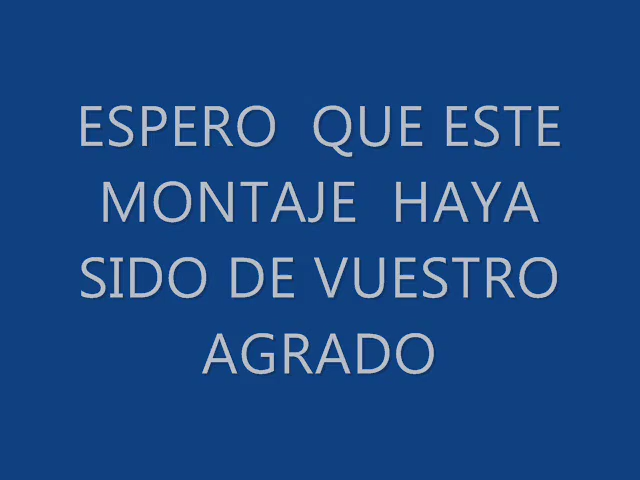 ESPERO  QUE ESTE
MONTAJE  HAYA
SIDO DE VUESTRO
AGRADO